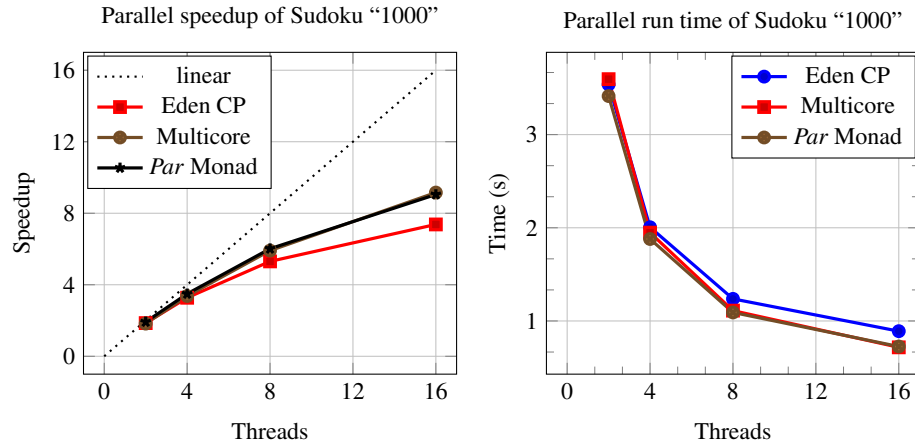 Parallel speedup of Sudoku “1000”
16
12
8
4
0
Speedup
linear
Eden CP
Multicore
Par Monad
0 4 8 12 16
Threads
Parallel run time of Sudoku “1000”
3
2
1
Time (s)
Eden CP
Multicore
Par Monad
0 4 8 12 16
Threads